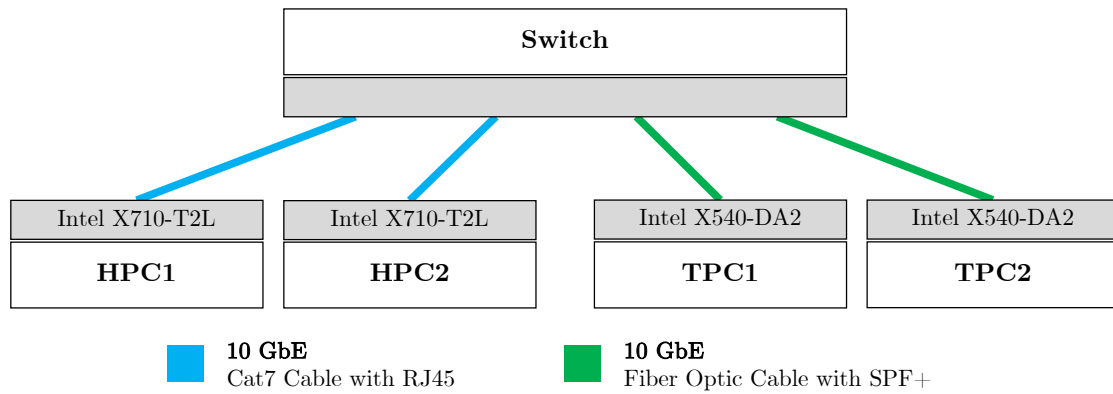 Switch
Intel X710-T2L
Intel X710-T2L
Intel X540-DA2
Intel X540-DA2
HPC1
HPC2
TPC1
TPC2
10 GbE
Cat7 Cable with RJ45
10 GbE
Fiber Optic Cable with SPF+